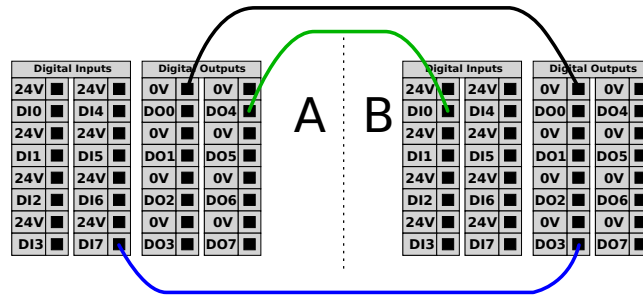 Digital Inputs Digital Outputs Digital Inputs Digital Outputs
24V 24V 0V 0V 24V 24V 0V 0V
DI0 DI4 DO0 DO4 A B DI0 DI4 DO0 DO4
24V 24V 0V 0V 24V 24V 0V 0V
DI1 DI5 DO1 DO5 DI1 DI5 DO1 DO5
24V 24V 0V 0V 24V 24V 0V 0V
DI2 DI6 DO2 DO6 DI2 DI6 DO2 DO6
24V 24V 0V 0V 24V 24V 0V 0V
DI3 DI7 DO3 DO7 DI3 DI7 DO3 DO7